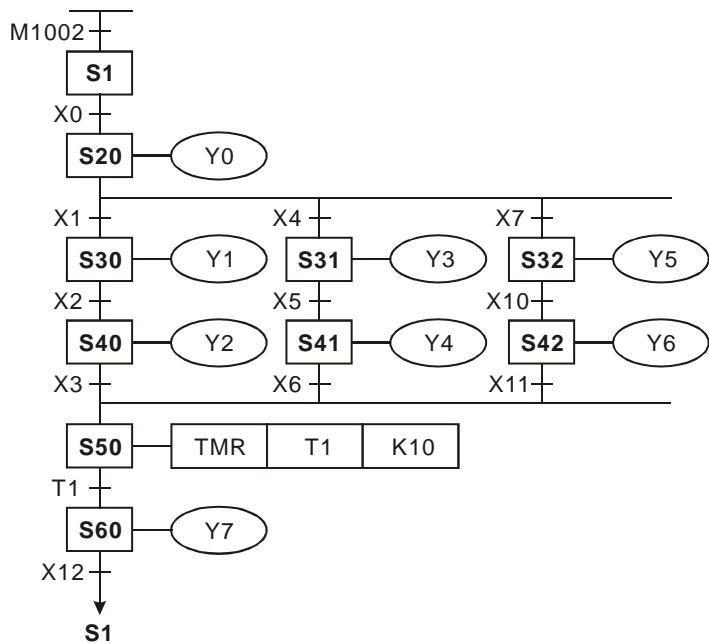 M1002
S1
X0
S20 Y0
X1 X4 X7
S30 Y1 S31 Y3 S32 Y5
X2 X5 X10
S40 Y2 S41 Y4 S42 Y6
X3 X6 X11
S50 TMR T1 K10
T1
S60 Y7
X12
S1